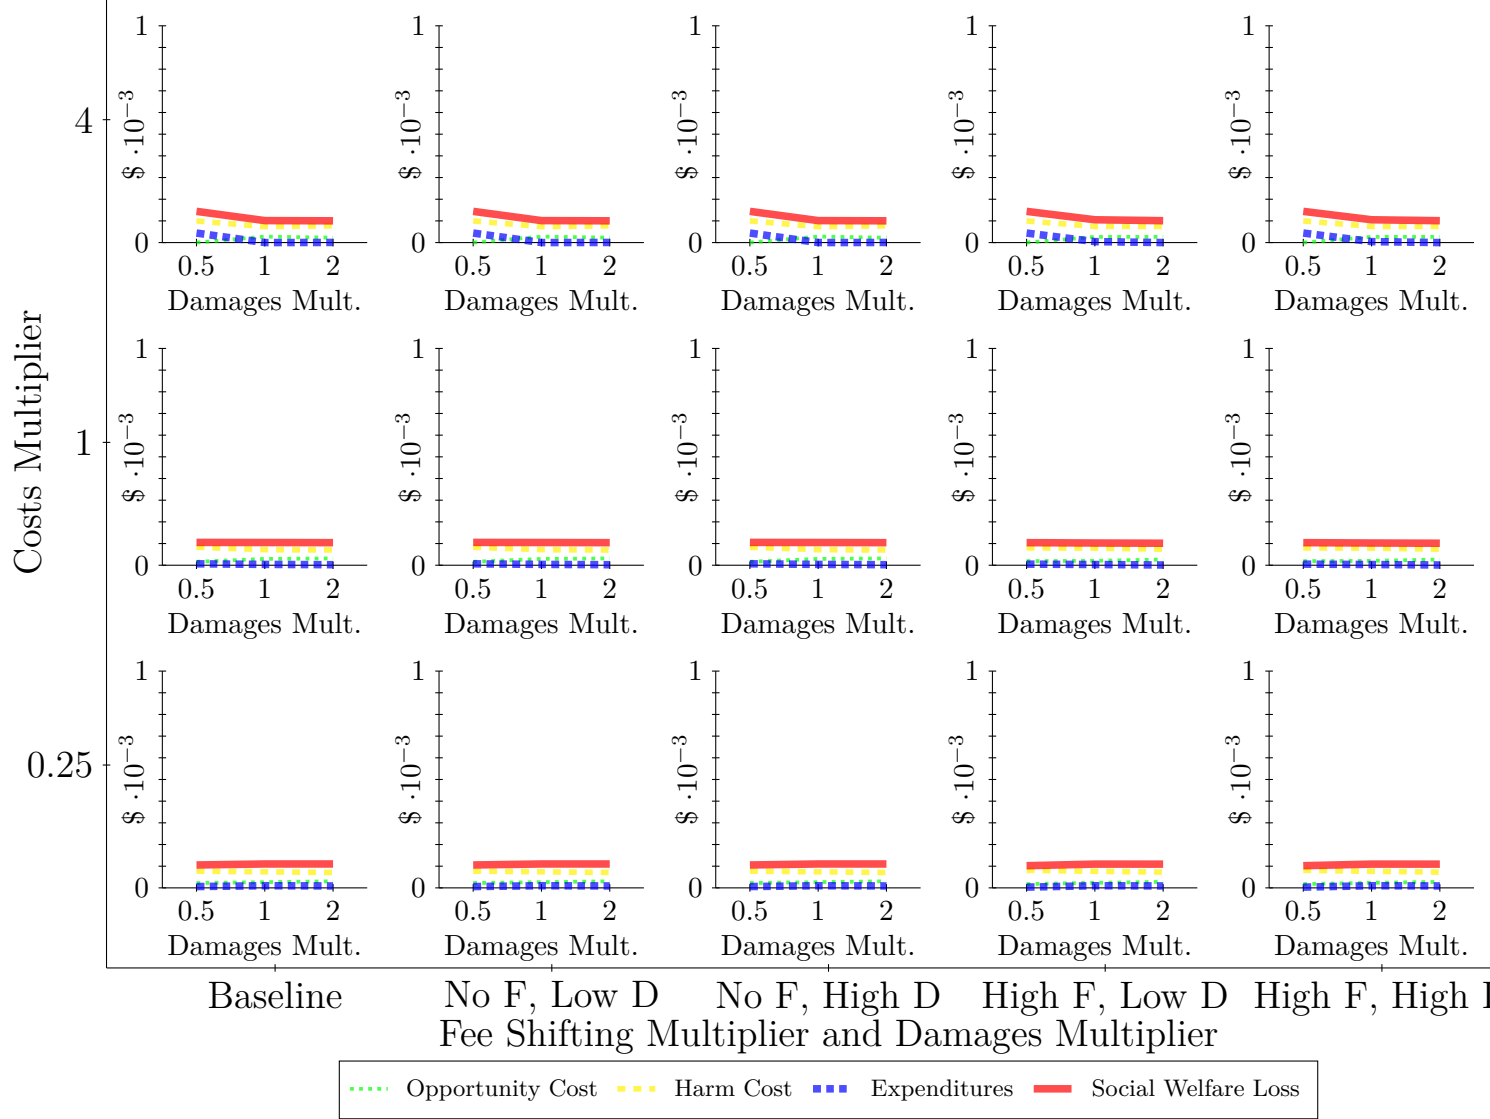 Costs Multiplier
4
1
0.25
1 1 1 1 1
$ ·10⁻³ $ ·10⁻³ $ ·10⁻³ $ ·10⁻³ $ ·10⁻³
0 0 0 0 0
0.5 1 2 0.5 1 2 0.5 1 2 0.5 1 2 0.5 1 2
Damages Mult. Damages Mult. Damages Mult. Damages Mult. Damages Mult.
1 1 1 1 1
$ ·10⁻³ $ ·10⁻³ $ ·10⁻³ $ ·10⁻³ $ ·10⁻³
0 0 0 0 0
0.5 1 2 0.5 1 2 0.5 1 2 0.5 1 2 0.5 1 2
Damages Mult. Damages Mult. Damages Mult. Damages Mult. Damages Mult.
1 1 1 1 1
$ ·10⁻³ $ ·10⁻³ $ ·10⁻³ $ ·10⁻³ $ ·10⁻³
0 0 0 0 0
0.5 1 2 0.5 1 2 0.5 1 2 0.5 1 2 0.5 1 2
Damages Mult. Damages Mult. Damages Mult. Damages Mult. Damages Mult.
Baseline No F, Low D No F, High D High F, Low D High F, High
Fee Shifting Multiplier and Damages Multiplier
Opportunity Cost Harm Cost Expenditures Social Welfare Loss